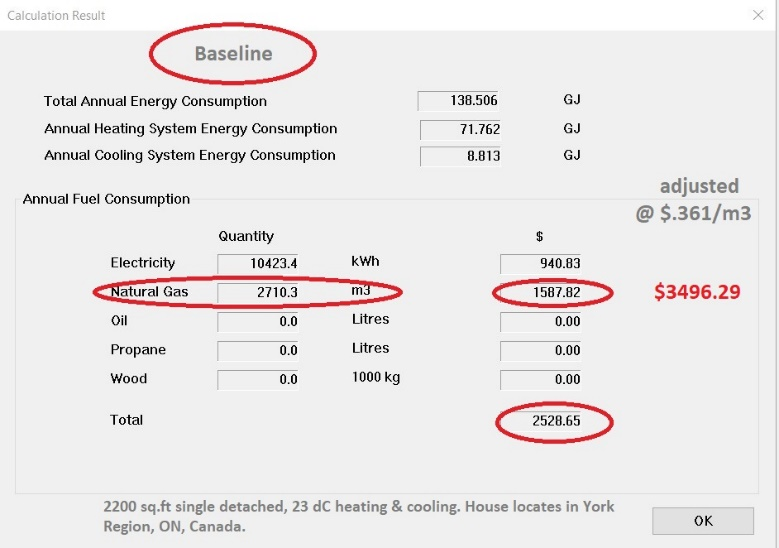 Calculation Result
Baseline
Total Annual Energy Consumption 138.506 GJ
Annual Heating System Energy Consumption 71.762 GJ
Annual Cooling System Energy Consumption 8.813 GJ
adjusted
@ $.361/m3
Annual Fuel Consumption
Quantity $
Electricity 10423.4 kWh 940.83
Natural Gas 2710.3 m3 1587.82 $3496.29
Oil 0.0 Litres 0.00
Propane 0.0 Litres 0.00
Wood 0.0 1000 kg 0.00
Total 2528.65
2200 sq.ft single detached, 23 dC heating & cooling. House locates in York
Region, ON, Canada.
OK